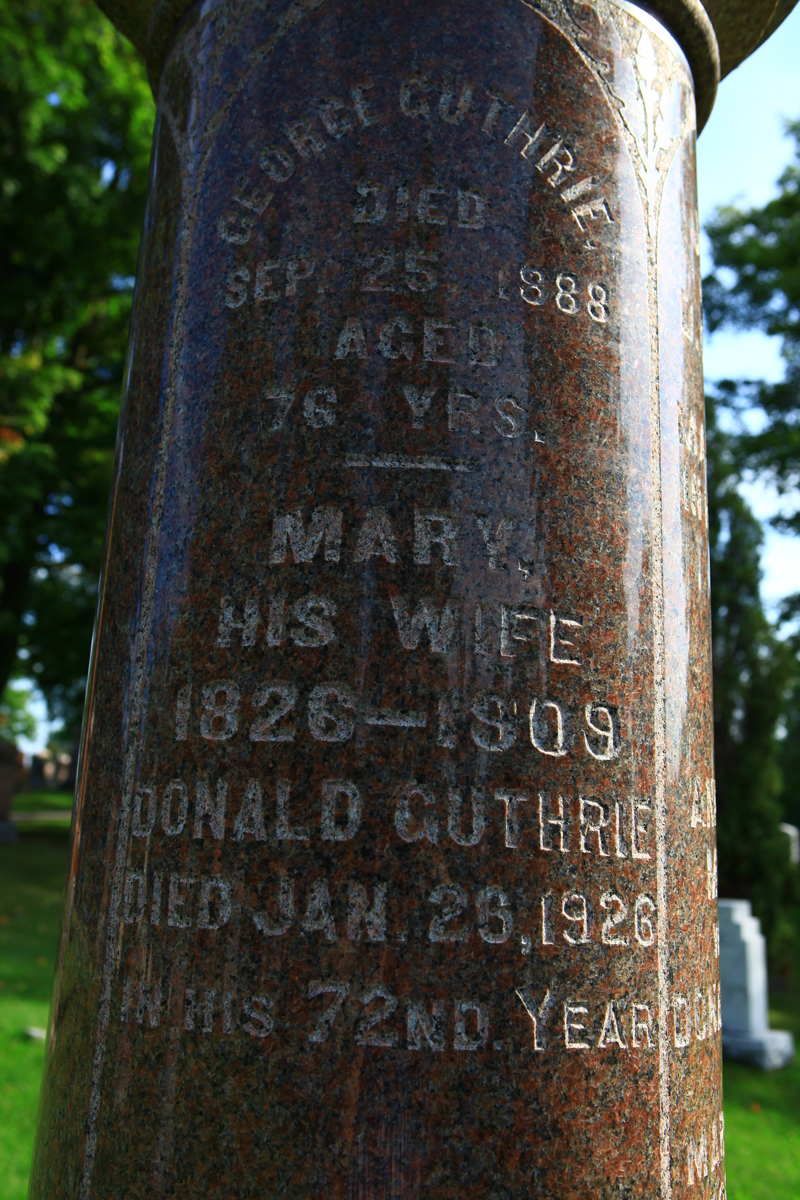 GEORGE GUTHRIE,
DIED
SEP. 25 1888
AGED
76 YRS.
MARY,
HIS WIFE
1826—1909
DONALD GUTHRIE
DIED JAN. 25, 1926
IN HIS 72ND. YEAR